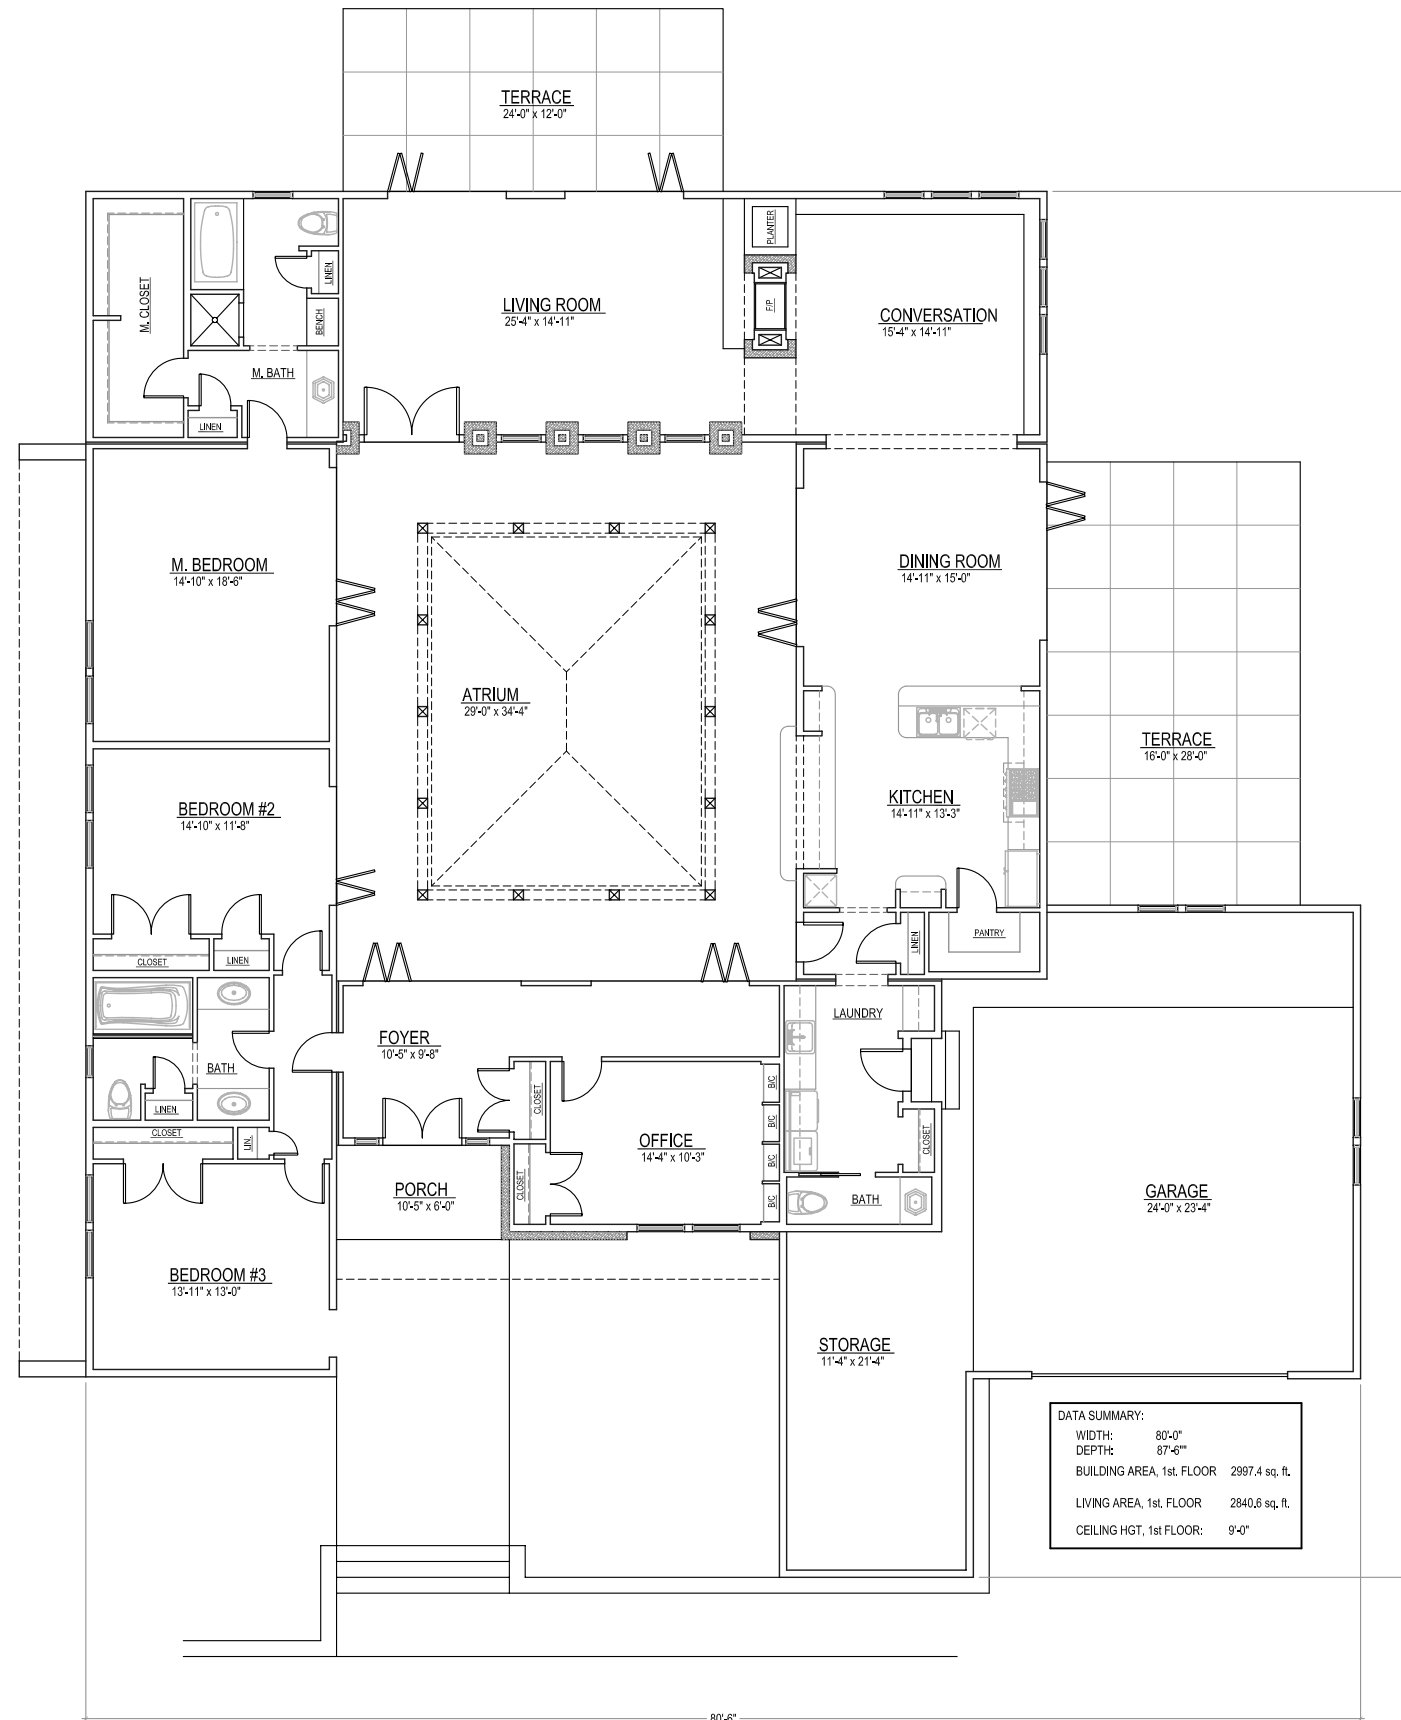 TERRACE
24'-0" x 12'-0"
PLANTER
LINEN
M. CLOSET
LIVING ROOM
25'-4" x 14'-11"
F/P
CONVERSATION
15'-4" x 14'-11"
BENCH
M. BATH
LINEN
M. BEDROOM
14'-10" x 18'-6"
DINING ROOM
14'-11" x 15'-0"
ATRIUM
29'-0" x 34'-4"
TERRACE
16'-0" x 28'-0"
KITCHEN
14'-11" x 13'-3"
BEDROOM #2
14'-10" x 11'-8"
CLOSET
LINEN
LINEN
PANTRY
LAUNDRY
FOYER
10'-5" x 9'-8"
BATH
LINEN
CLOSET
LIN.
CLOSET
B/C
B/C
B/C
B/C
OFFICE
14'-4" x 10'-3"
CLOSET
CLOSET
PORCH
10'-5" x 6'-0"
BATH
GARAGE
24'-0" x 23'-4"
BEDROOM #3
13'-11" x 13'-0"
STORAGE
11'-4" x 21'-4"
DATA SUMMARY:
WIDTH: 80'-0"
DEPTH: 87'-6""
BUILDING AREA, 1st. FLOOR 2997.4 sq. ft.
LIVING AREA, 1st. FLOOR 2840.6 sq. ft.
CEILING HGT, 1st FLOOR: 9'-0"
80'-6"